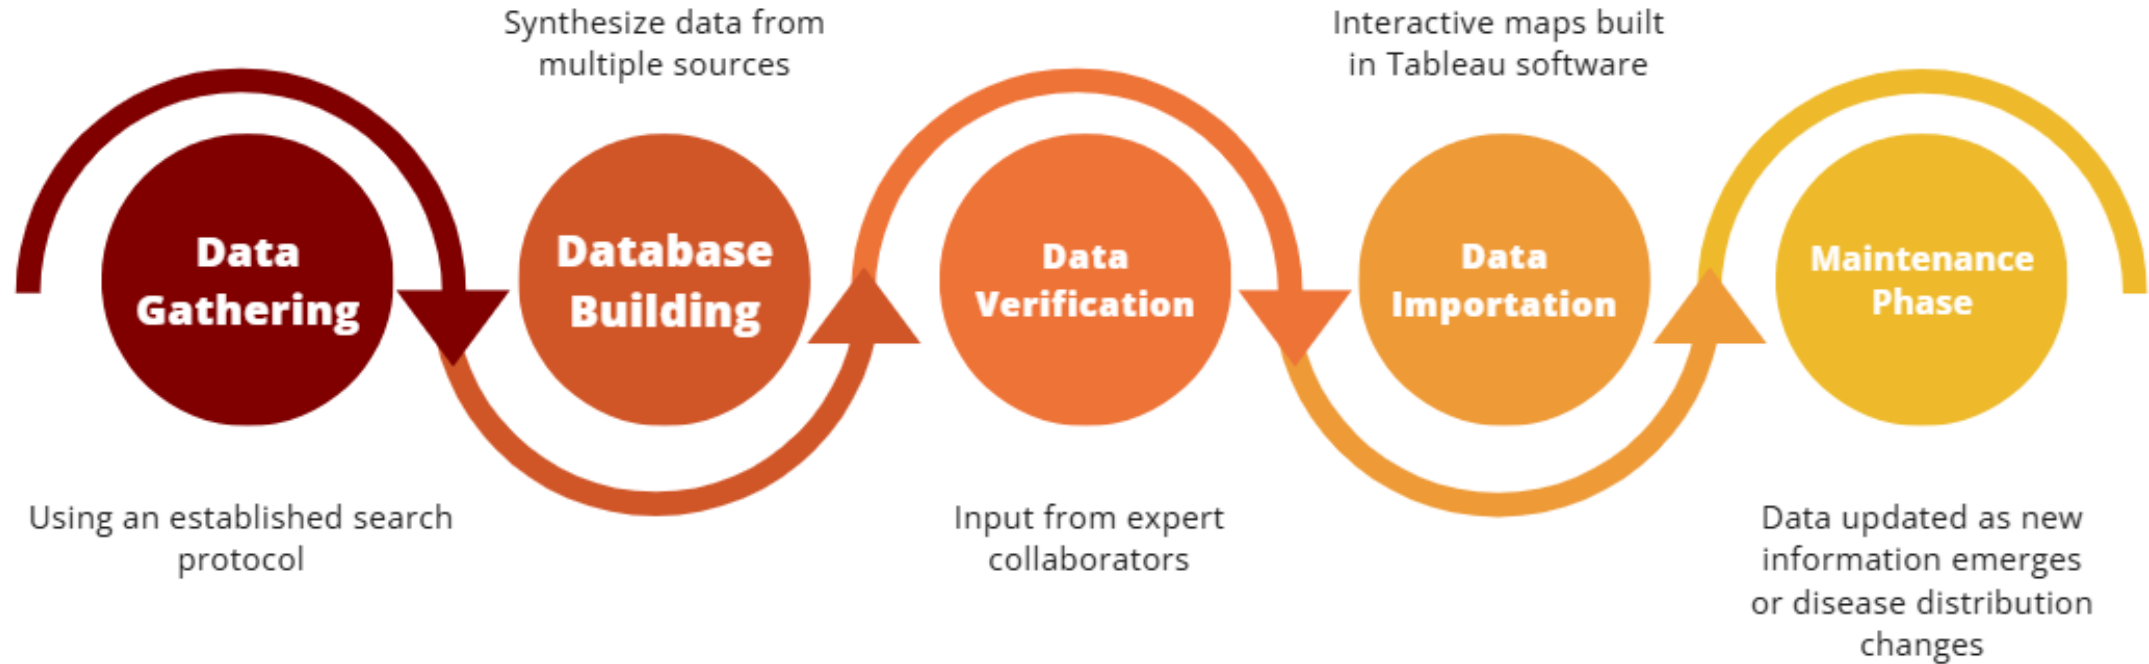 Data
Gathering
Using an established search
protocol
Synthesize data from
multiple sources
Database
Building
Data
Verification
Input from expert
collaborators
Interactive maps built
in Tableau software
Data
Importation
Maintenance
Phase
Data updated as new
information emerges
or disease distribution
changes